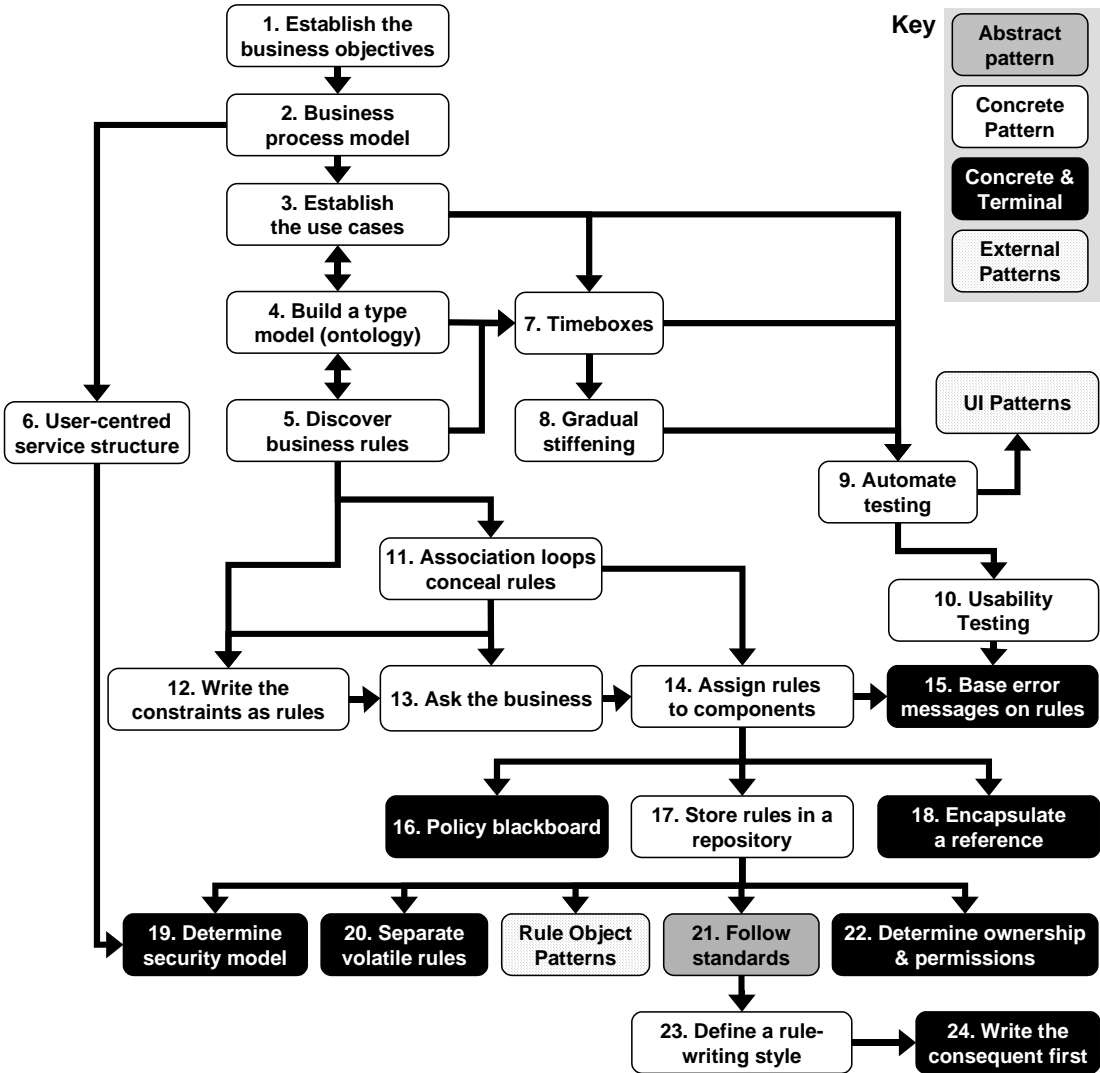 1. Establish the
business objectives
Key
Abstract
pattern
Concrete
Pattern
Concrete &
Terminal
External
Patterns
2. Business
process model
3. Establish
the use cases
4. Build a type
model (ontology)
7. Timeboxes
6. User-centred
service structure
5. Discover
business rules
8. Gradual
stiffening
UI Patterns
9. Automate
testing
11. Association loops
conceal rules
10. Usability
Testing
12. Write the
constraints as rules
13. Ask the business
14. Assign rules
to components
15. Base error
messages on rules
16. Policy blackboard
17. Store rules in a
repository
18. Encapsulate
a reference
19. Determine
security model
20. Separate
volatile rules
Rule Object
Patterns
21. Follow
standards
22. Determine ownership
& permissions
23. Define a rule-
writing style
24. Write the
consequent first